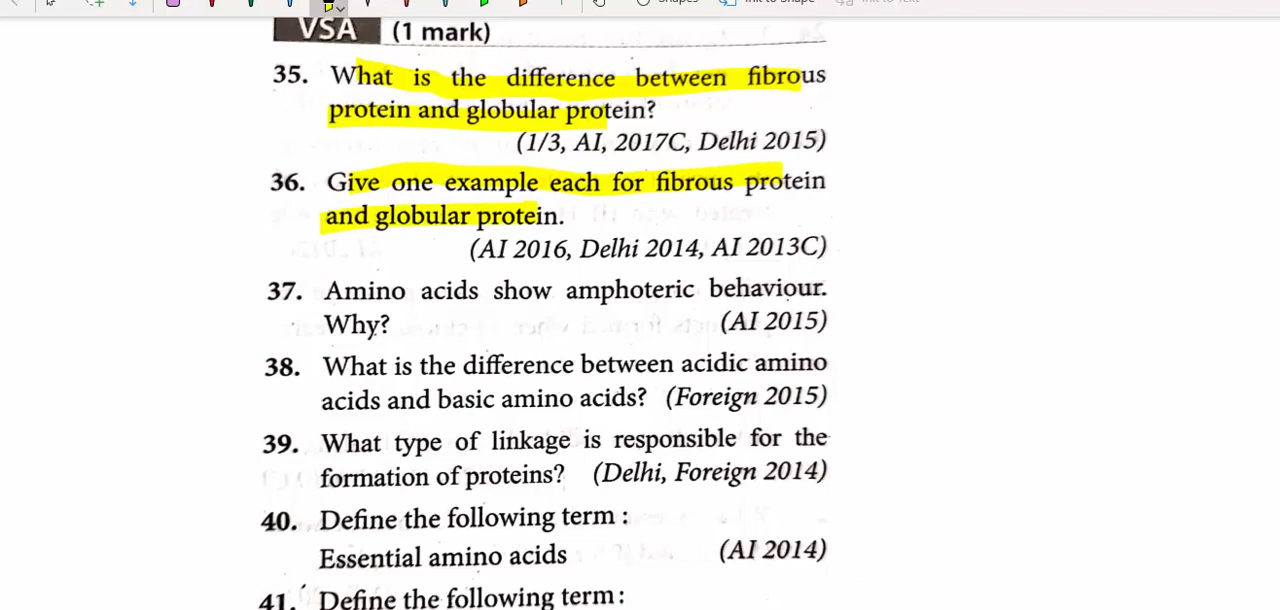 VSA (1 mark)
35. What is the difference between fibrous
protein and globular protein?
(1/3, AI, 2017C, Delhi 2015)
36. Give one example each for fibrous protein
and globular protein.
(AI 2016, Delhi 2014, AI 2013C)
37. Amino acids show amphoteric behaviour.
Why? (AI 2015)
38. What is the difference between acidic amino
acids and basic amino acids? (Foreign 2015)
39. What type of linkage is responsible for the
formation of proteins? (Delhi, Foreign 2014)
40. Define the following term :
Essential amino acids (AI 2014)
41. Define the following term :